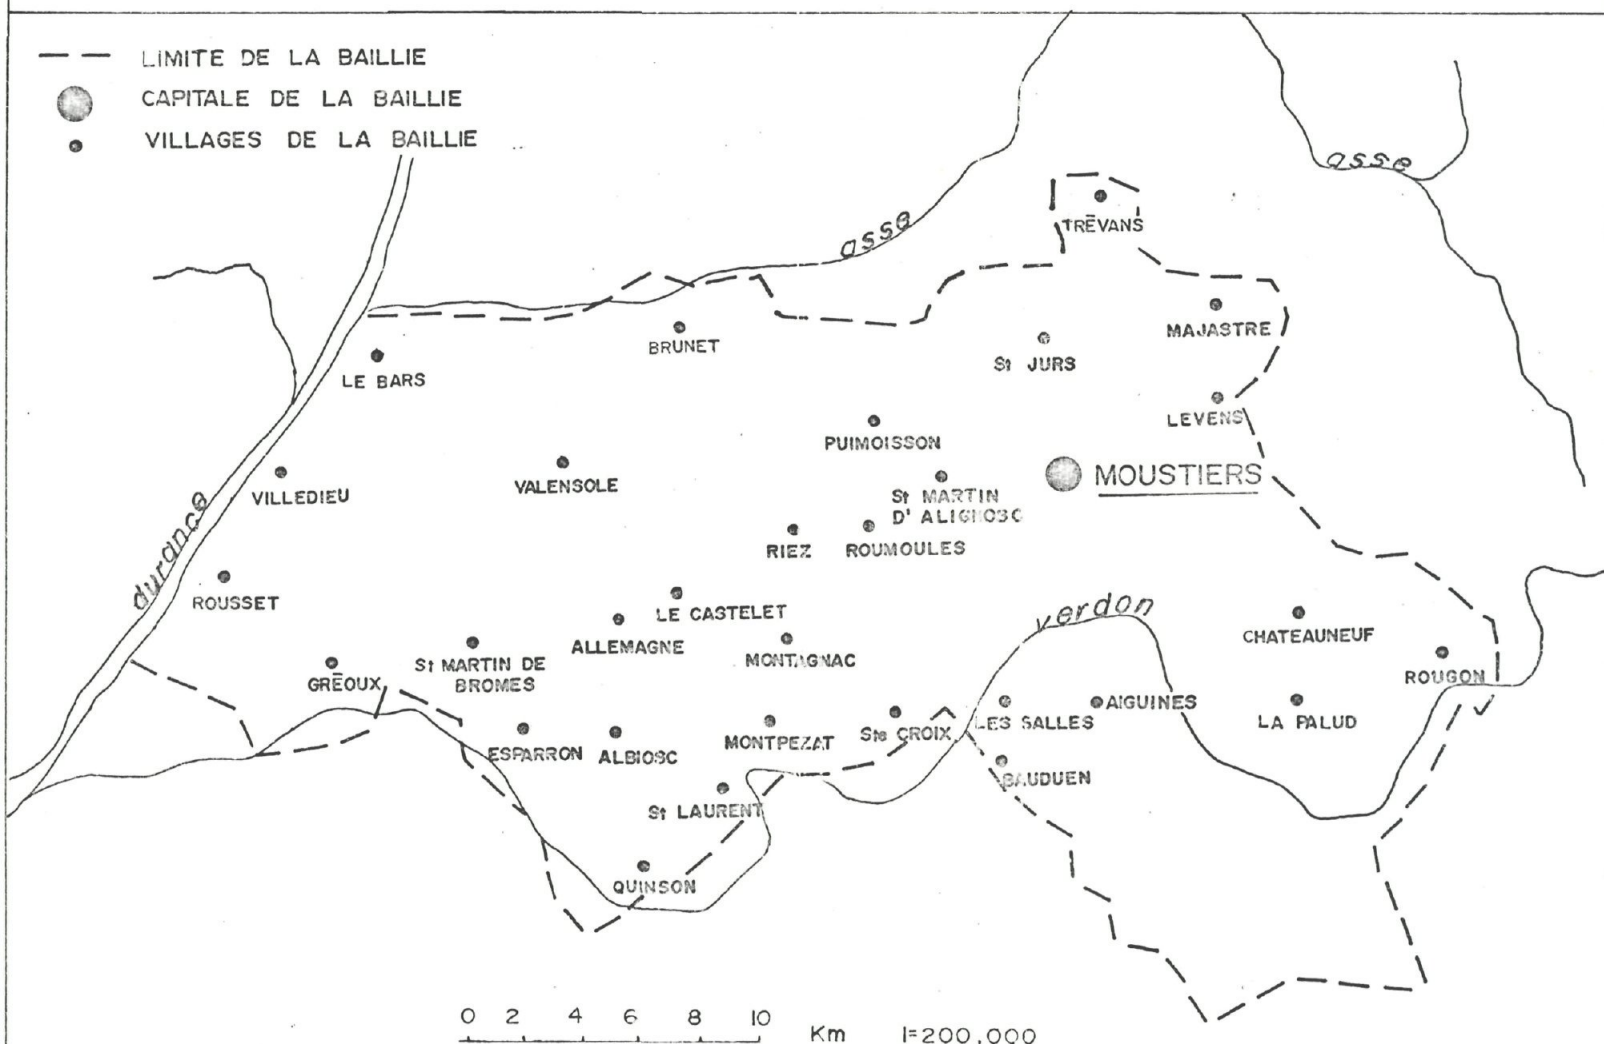 LIMITE DE LA BAILLIE
CAPITALE DE LA BAILLIE
VILLAGES DE LA BAILLIE
asse
asse
TRĒVANS
MAJASTRE
BRUNET
St JURS
LE BARS
LEVENS
PUIMOISSON
MOUSTIERS
VALENSOLE
VILLEDIEU
St MARTIN
D' ALIGNOSC
durance
RIEZ
ROUMOULES
ROUSSET
LE CASTELET
verdon
ALLEMAGNE
CHATEAUNEUF
St MARTIN DE
BROMES
MONTAGNAC
GRĒOUX
ROUGON
LES SALLES
AIGUINES
LA PALUD
Ste CROIX
MONTPEZAT
ESPARRON
ALBIOSC
BAUDUEN
St LAURENT
QUINSON
0 2 4 6 8 10
Km
1=200.000